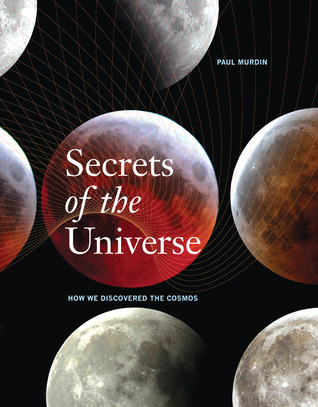 PAUL MURDIN
Secrets
of the
Universe
HOW WE DISCOVERED THE COSMOS